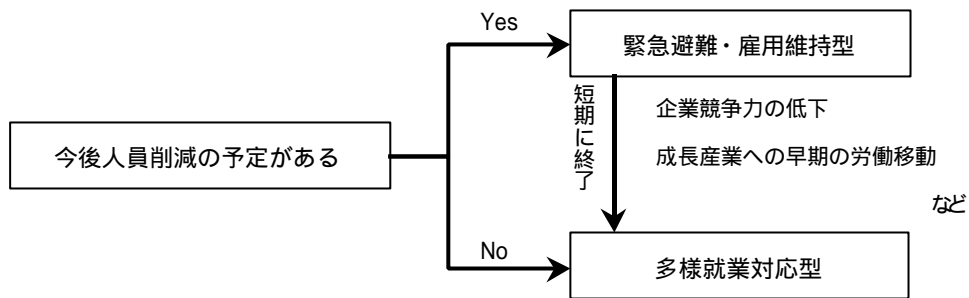 Yes
緊急避難・雇用維持型
短期に終了
企業競争力の低下
今後人員削減の予定がある
成長産業への早期の労働移動
など
No
多様就業対応型